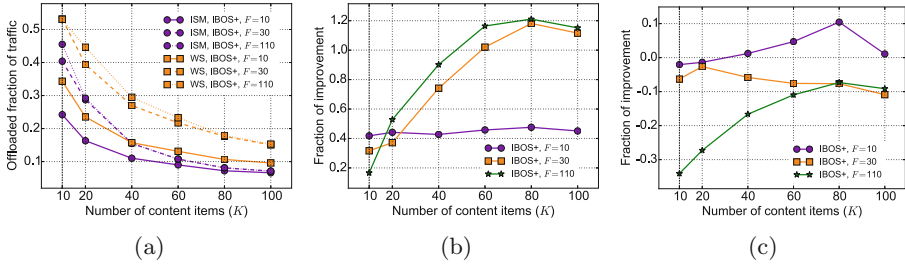 Offloaded fraction of traffic
0.5
0.4
0.3
0.2
0.1
10 20 40 60 80 100
Number of content items (K)
ISM, IBOS+, F=10
ISM, IBOS+, F=30
ISM, IBOS+, F=110
WS, IBOS+, F=10
WS, IBOS+, F=30
WS, IBOS+, F=110
(a)
Fraction of improvement
1.2
1.0
0.8
0.6
0.4
0.2
10 20 40 60 80 100
Number of content items (K)
IBOS+, F=10
IBOS+, F=30
IBOS+, F=110
(b)
Fraction of improvement
0.1
0.0
−0.1
−0.2
−0.3
10 20 40 60 80 100
Number of content items (K)
IBOS+, F=10
IBOS+, F=30
IBOS+, F=110
(c)